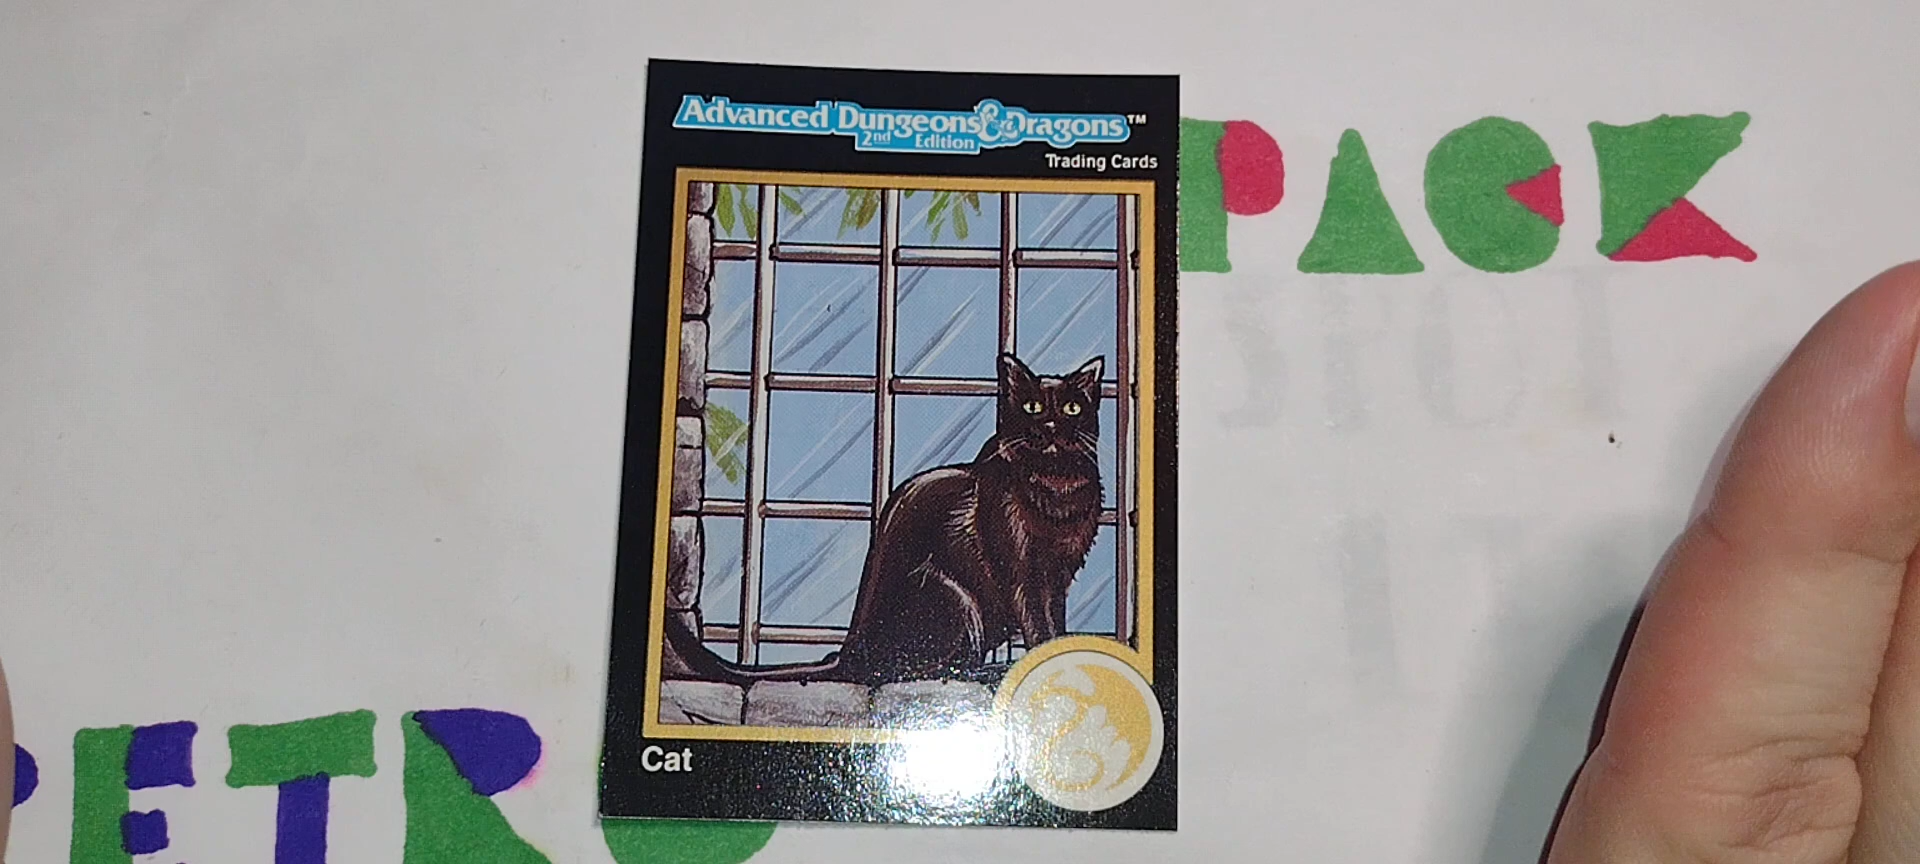 Advanced Dungeons & Dragons™
2nd Edition
Trading Cards
PACK
Cat